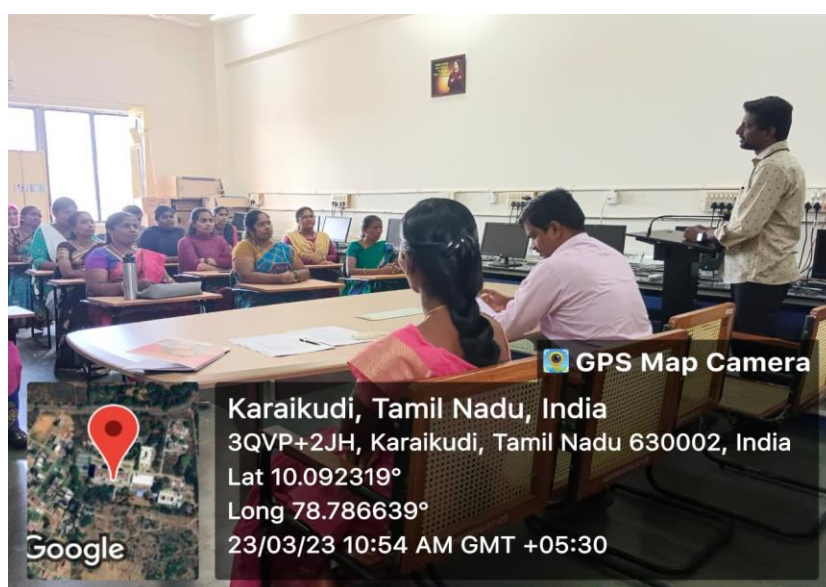 GPS Map Camera
Karaikudi, Tamil Nadu, India
3QVP+2JH, Karaikudi, Tamil Nadu 630002, India
Lat 10.092319°
Long 78.786639°
23/03/23 10:54 AM GMT +05:30
Google